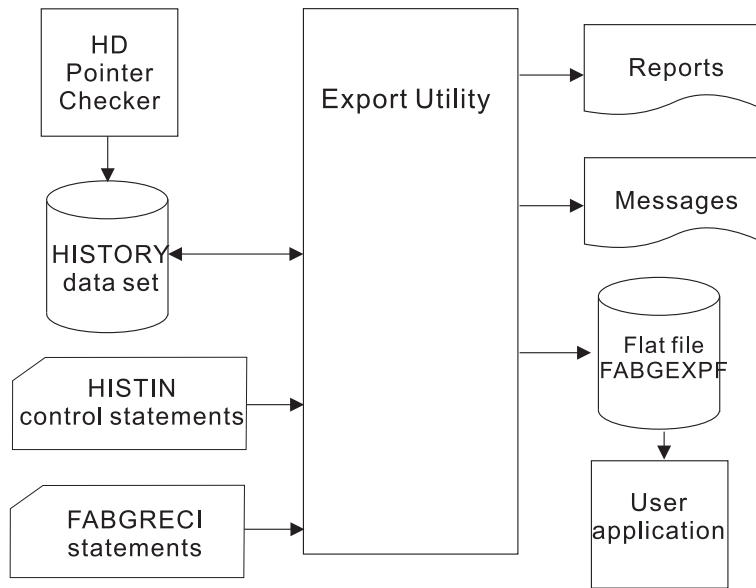 HD
Pointer
Checker
HISTORY
data set
HISTIN
control statements
FABGRECI
statements
Export Utility
Reports
Messages
Flat file
FABGEXPF
User
application